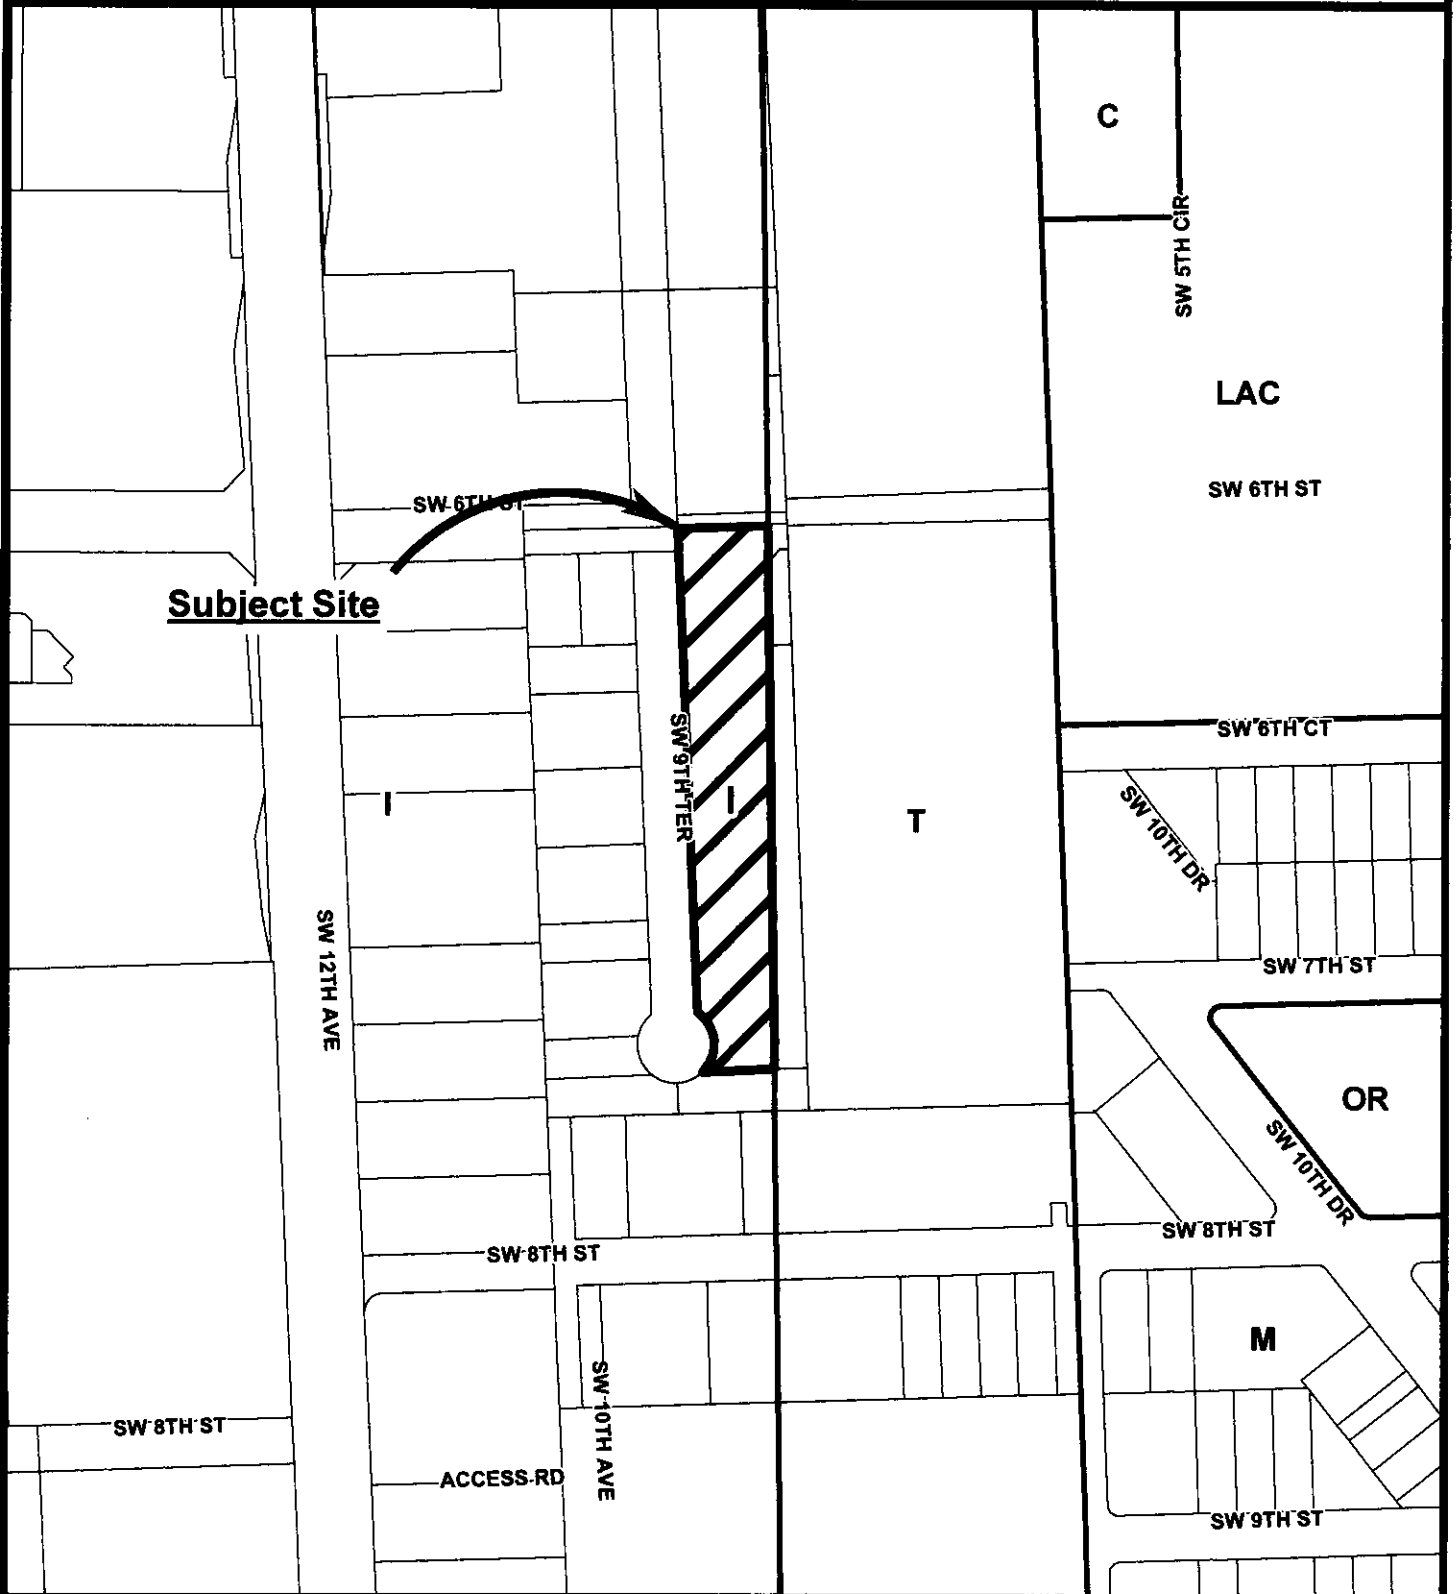 C
SW 5TH CIR
LAC
SW 6TH ST
SW 6TH ST
Subject Site
SW 9TH TER
I
I
T
SW 6TH CT
SW 10TH DR
SW 12TH AVE
SW 7TH ST
OR
SW 10TH DR
SW 8TH ST
SW 8TH ST
M
SW 10TH AVE
SW 8TH ST
ACCESS RD
SW 9TH ST